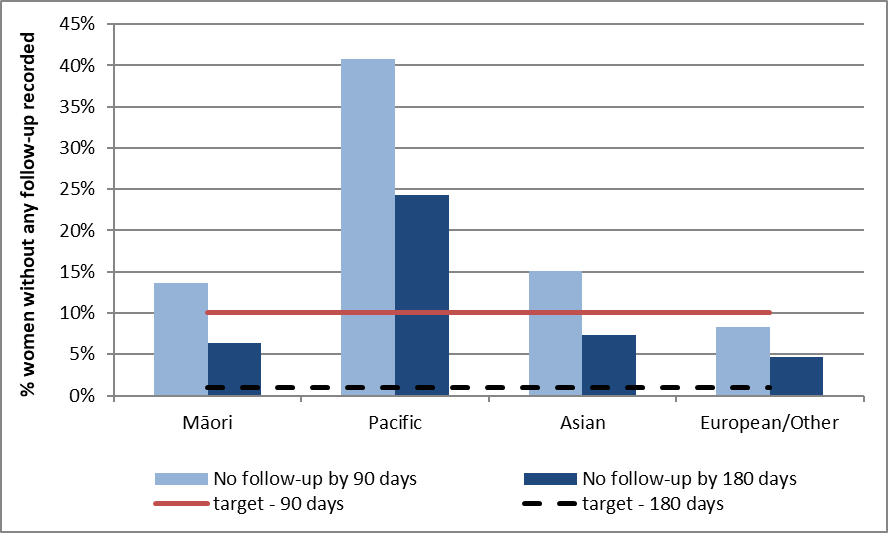 % women without any follow-up recorded
45%
40%
35%
30%
25%
20%
15%
10%
5%
0%
Māori Pacific Asian European/Other
No follow-up by 90 days No follow-up by 180 days
target - 90 days target - 180 days